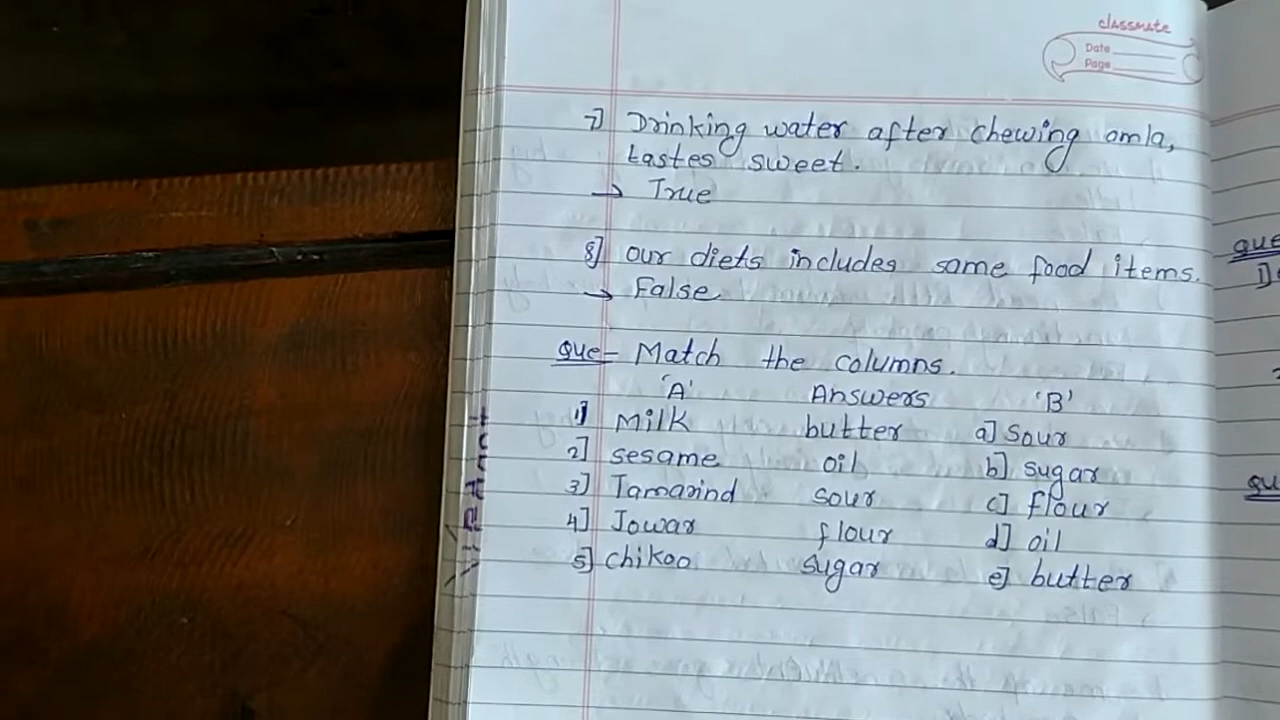 classmate
Date
Page
7] Drinking water after chewing amla,
tastes sweet.
→ True
8] our diets includes same food items.
→ False
que- Match the columns.
'A' Answers 'B'
1] Milk butter a] sour
2] sesame oil b] sugar
3] Tamarind sour c] flour
4] Jowar flour d] oil
5] chikoo sugar e] butter
que
1]